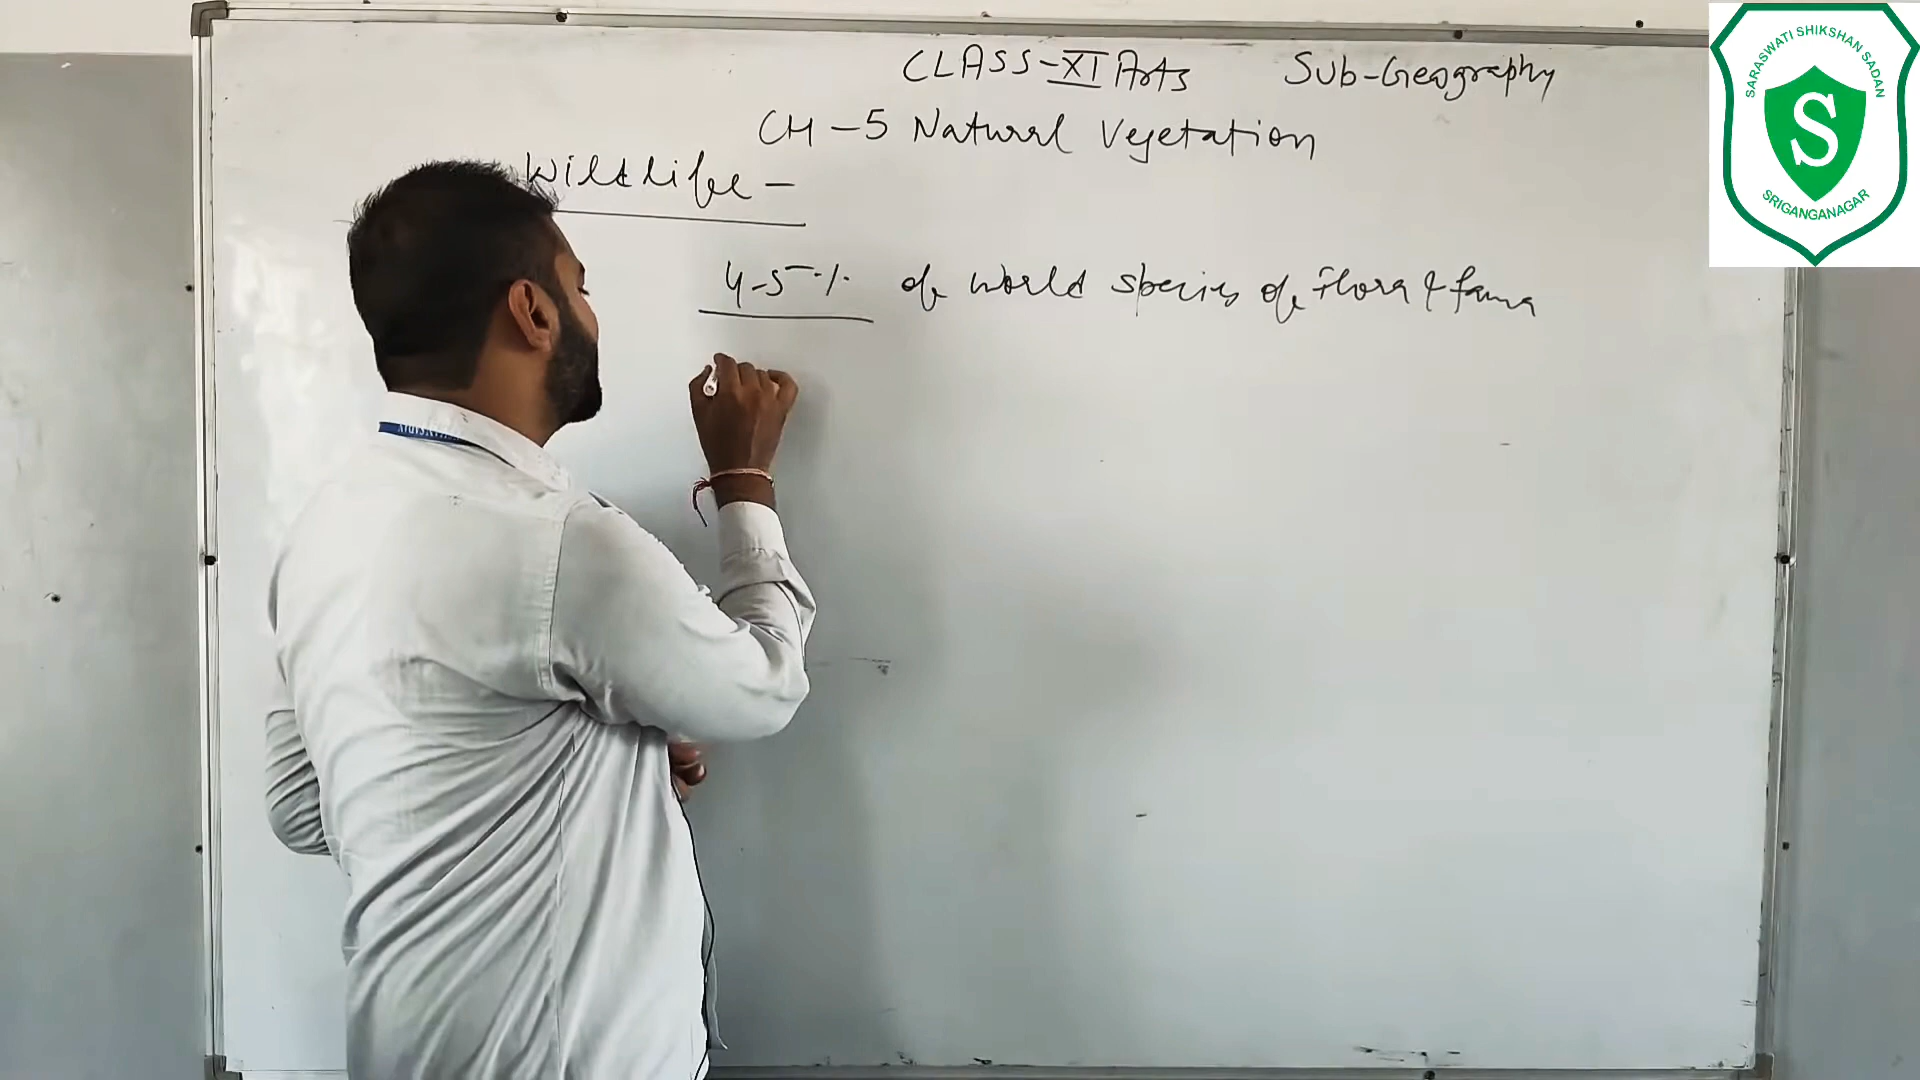 CLASS-XI Arts Sub-Geography
CH-5 Natural Vegetation
Wildlife-
4-5% of world species of flora & fauna
SARASWATI SHIKSHAN SADAN
S
SRIGANGANAGAR